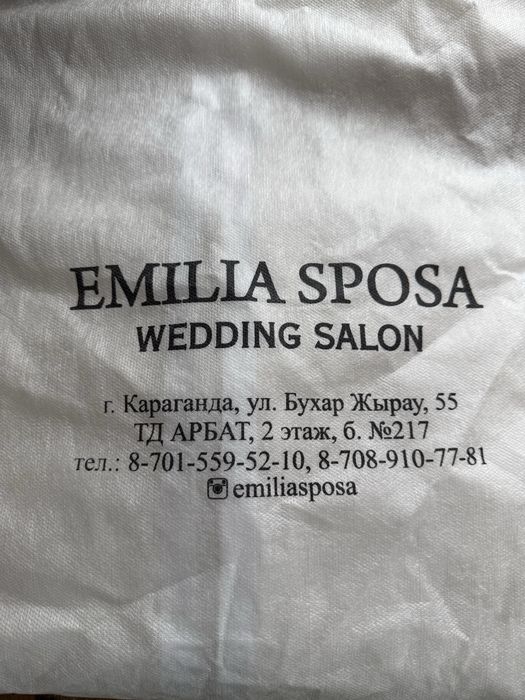 EMILIA SPOSA
WEDDING SALON
г. Караганда, ул. Бухар Жырау, 55
ТД АРБАТ, 2 этаж, б. №217
тел.: 8-701-559-52-10, 8-708-910-77-81
emiliasposa